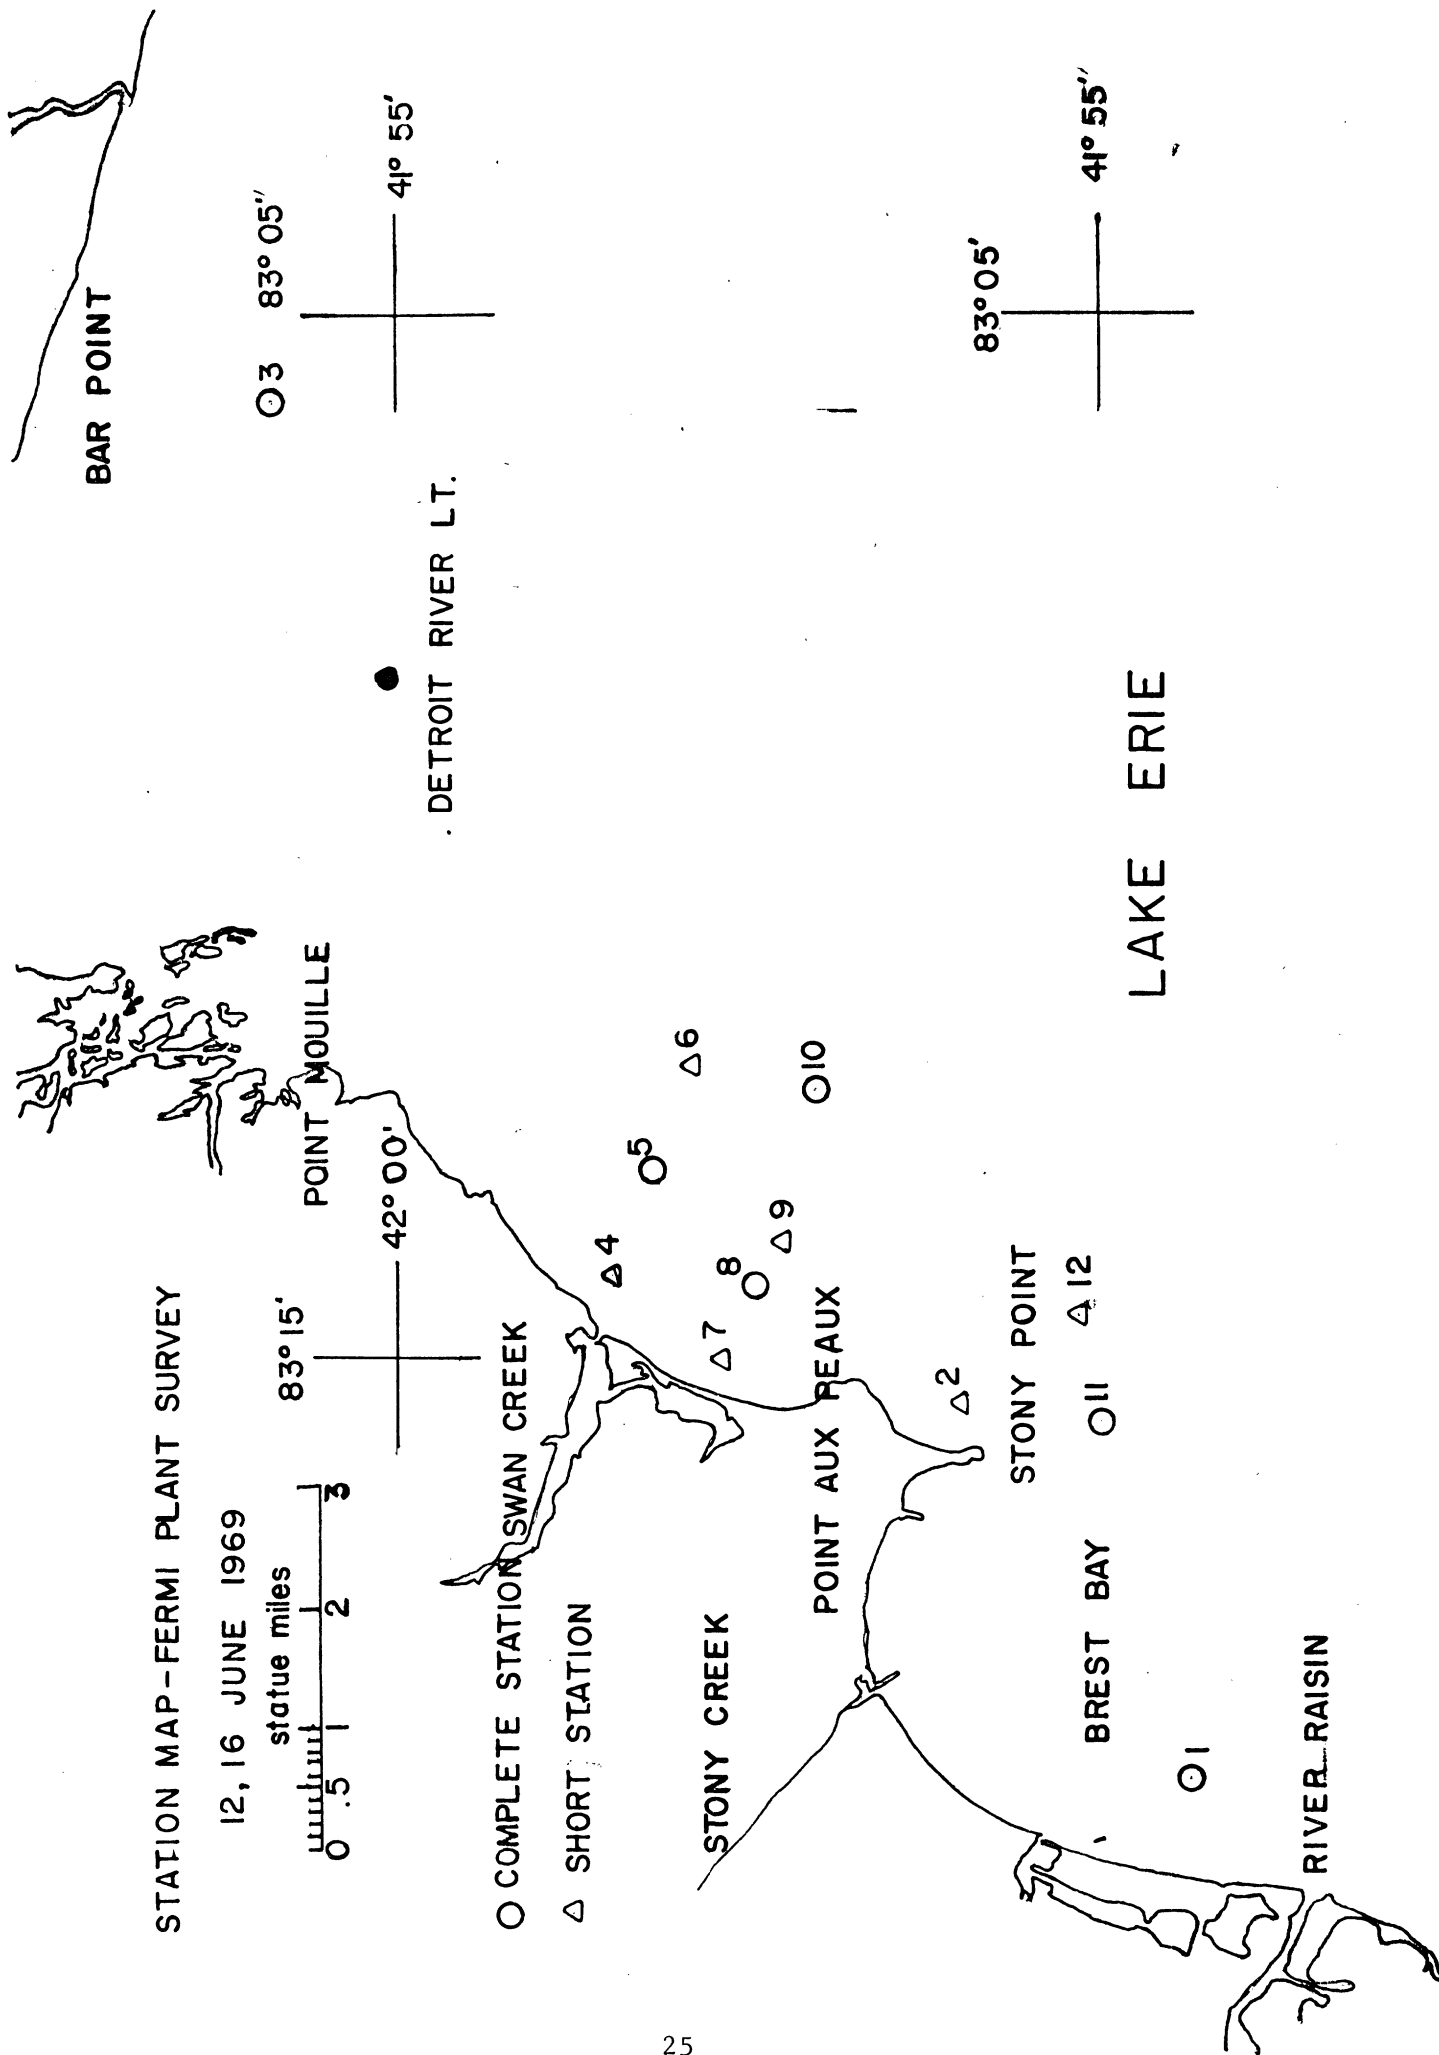 STATION MAP-FERMI PLANT SURVEY
12, 16 JUNE 1969
statue miles
0 .5 1 2 3
COMPLETE STATION
SHORT STATION
BAR POINT
3
83° 05''
41° 55'
DETROIT RIVER LT.
POINT MOUILLE
83° 15'
42° 00'
SWAN CREEK
4
5
6
7
8
9
10
STONY CREEK
POINT AUX PEAUX
2
STONY POINT
11
12
BREST BAY
1
RIVER RAISIN
LAKE ERIE
83° 05'
41° 55''
25